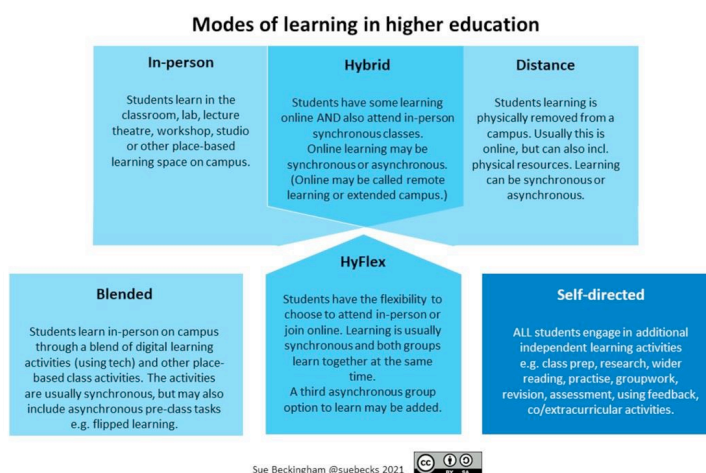 Modes of learning in higher education
In-person
Students learn in the
classroom, lab, lecture
theatre, workshop, studio
or other place-based
learning space on campus.
Hybrid
Students have some learning
online AND also attend in-person
synchronous classes.
Online learning may be
synchronous or asynchronous.
(Online may be called remote
learning or extended campus.)
Distance
Students learning is
physically removed from a
campus. Usually this is
online, but can also incl.
physical resources. Learning
can be synchronous or
asynchronous.
Blended
Students learn in-person on campus
through a blend of digital learning
activities (using tech) and other place-
based class activities. The activities
are usually synchronous, but may also
include asynchronous pre-class tasks
e.g. flipped learning.
HyFlex
Students have the flexibility to
choose to attend in-person or
join online. Learning is usually
synchronous and both groups
learn together at the same
time.
A third asynchronous group
option to learn may be added.
Self-directed
ALL students engage in additional
independent learning activities
e.g. class prep, research, wider
reading, practise, groupwork,
revision, assessment, using feedback,
co/extracurricular activities.
Sue Beckingham @suebecks 2021
cc
BY SA